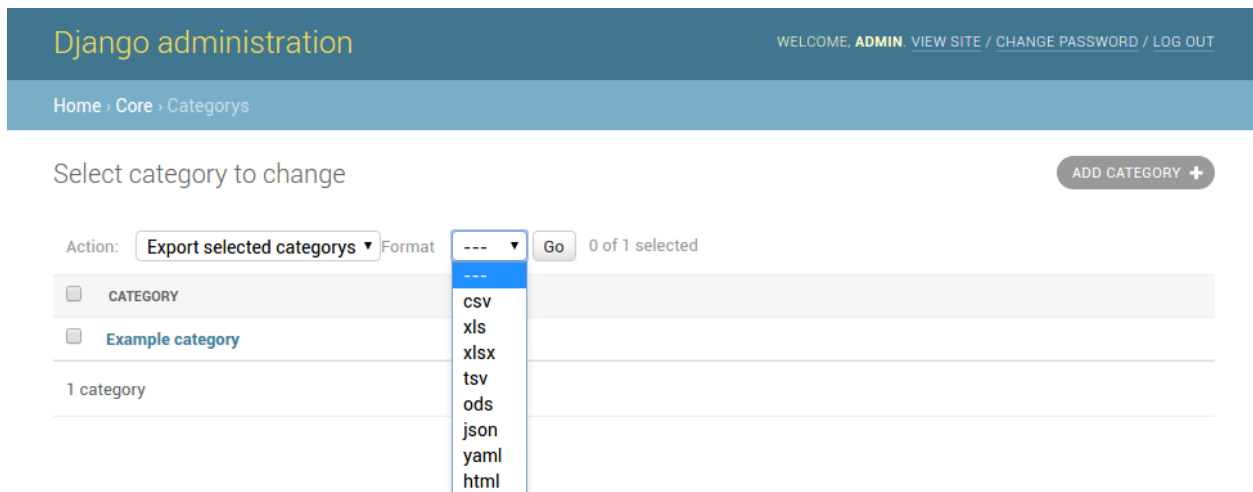 Django administration
WELCOME, ADMIN. VIEW SITE / CHANGE PASSWORD / LOG OUT
Home › Core › Categorys
Select category to change
ADD CATEGORY +
Action: Export selected categorys ▼ Format --- ▼ Go 0 of 1 selected
---
CATEGORY
csv
xls
Example category
xlsx
tsv
1 category
ods
json
yaml
html